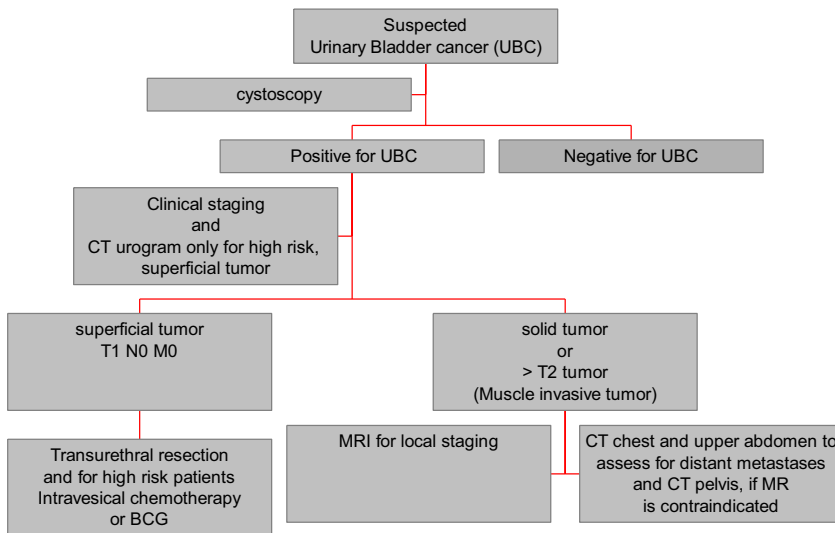 Suspected
Urinary Bladder cancer (UBC)
cystoscopy
Positive for UBC
Negative for UBC
Clinical staging
and
CT urogram only for high risk,
superficial tumor
superficial tumor
T1 N0 M0
solid tumor
or
> T2 tumor
(Muscle invasive tumor)
Transurethral resection
and for high risk patients
Intravesical chemotherapy
or BCG
MRI for local staging
CT chest and upper abdomen to
assess for distant metastases
and CT pelvis, if MR
is contraindicated